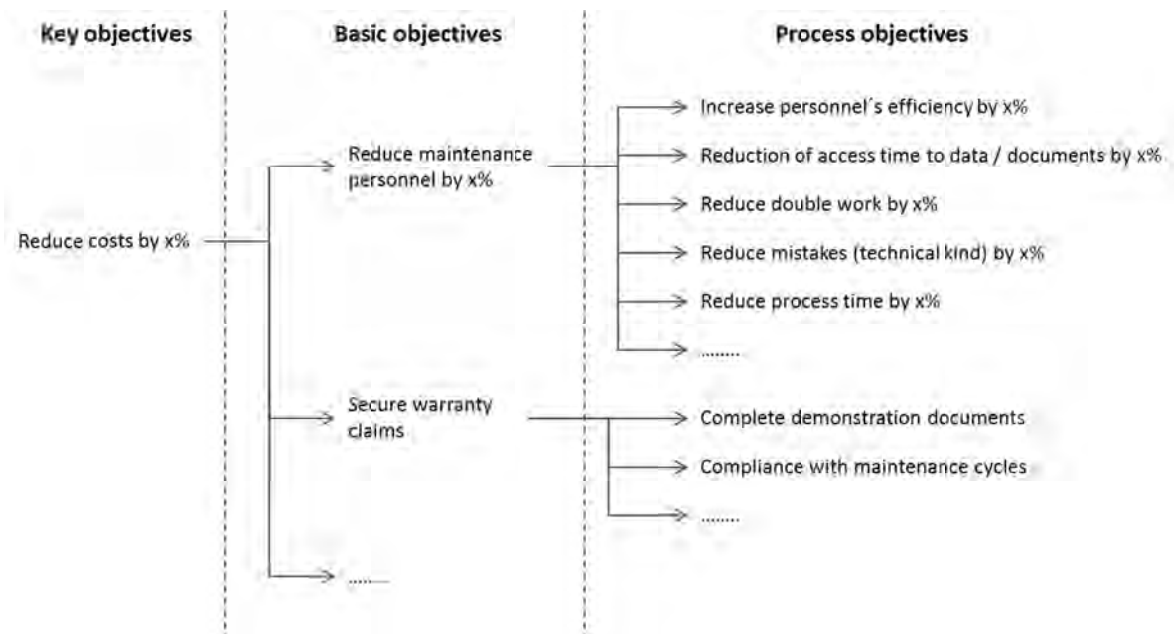 Key objectives
Basic objectives
Process objectives
Reduce costs by x%
Reduce maintenance
personnel by x%
Increase personnel´s efficiency by x%
Reduction of access time to data / documents by x%
Reduce double work by x%
Reduce mistakes (technical kind) by x%
Reduce process time by x%
........
Secure warranty
claims
Complete demonstration documents
Compliance with maintenance cycles
........
........